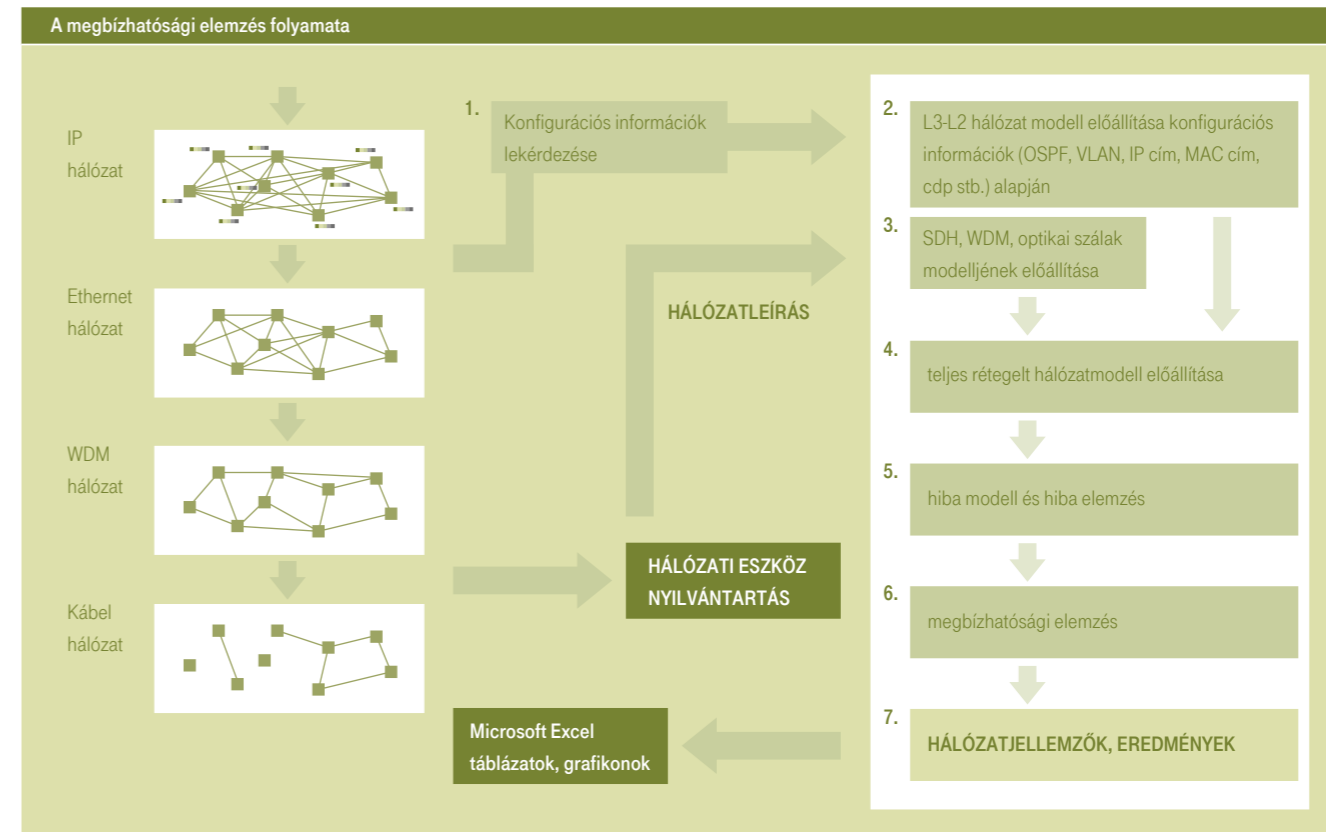 A megbízhatósági elemzés folyamata
IP
hálózat
Ethernet
hálózat
WDM
hálózat
Kábel
hálózat
1.
Konfigurációs információk
lekérdezése
HÁLÓZATLEÍRÁS
HÁLÓZATI ESZKÖZ
NYILVÁNTARTÁS
Microsoft Excel
táblázatok, grafikonok
2.
L3-L2 hálózat modell előállítása konfigurációs
információk (OSPF, VLAN, IP cím, MAC cím,
cdp stb.) alapján
3.
SDH, WDM, optikai szálak
modelljének előállítása
4.
teljes rétegelt hálózatmodell előállítása
5.
hiba modell és hiba elemzés
6.
megbízhatósági elemzés
7.
HÁLÓZATJELLEMZŐK, EREDMÉNYEK